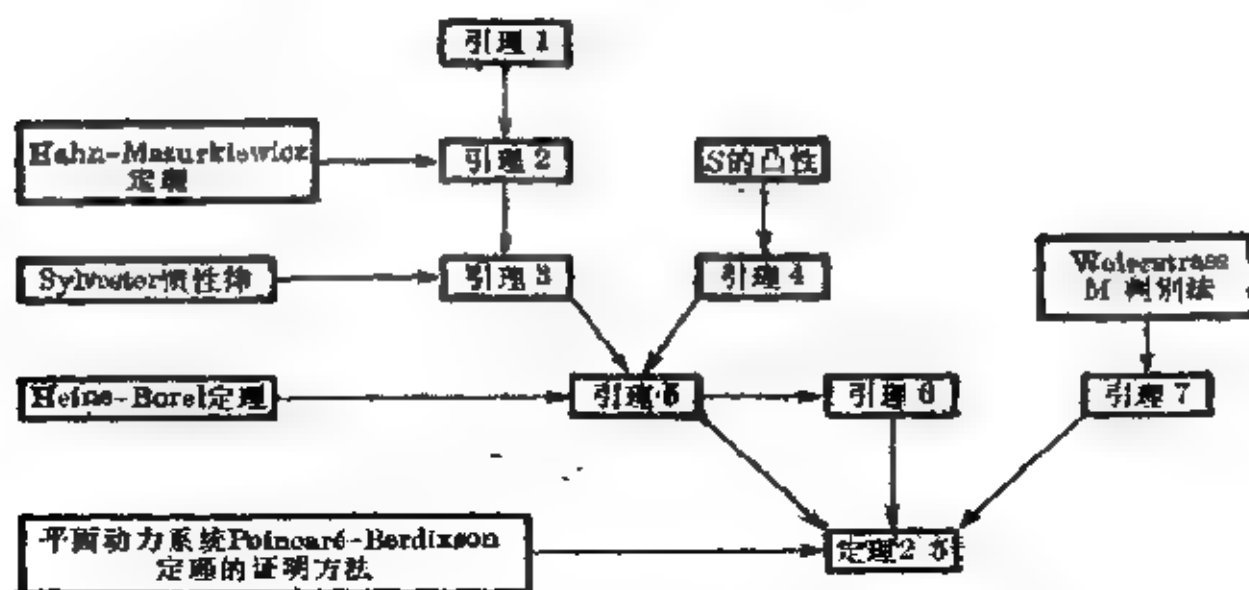 引理 1
Hahn-Mazurkiewicz
定理
引理 2
S的凸性
Sylvester惯性律
引理 3
引理 4
Weierstrass
M 判别法
Heine-Borel定理
引理 5
引理 6
引理 7
平面动力系统Poincaré-Berdixson
定理的证明方法
定理2 5